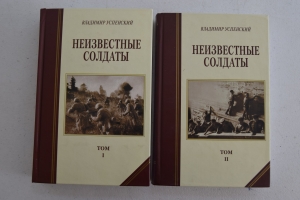 ВЛАДИМИР УСПЕНСКИЙ
НЕИЗВЕСТНЫЕ
СОЛДАТЫ
ТОМ
I
ВЛАДИМИР УСПЕНСКИЙ
НЕИЗВЕСТНЫЕ
СОЛДАТЫ
ТОМ
II